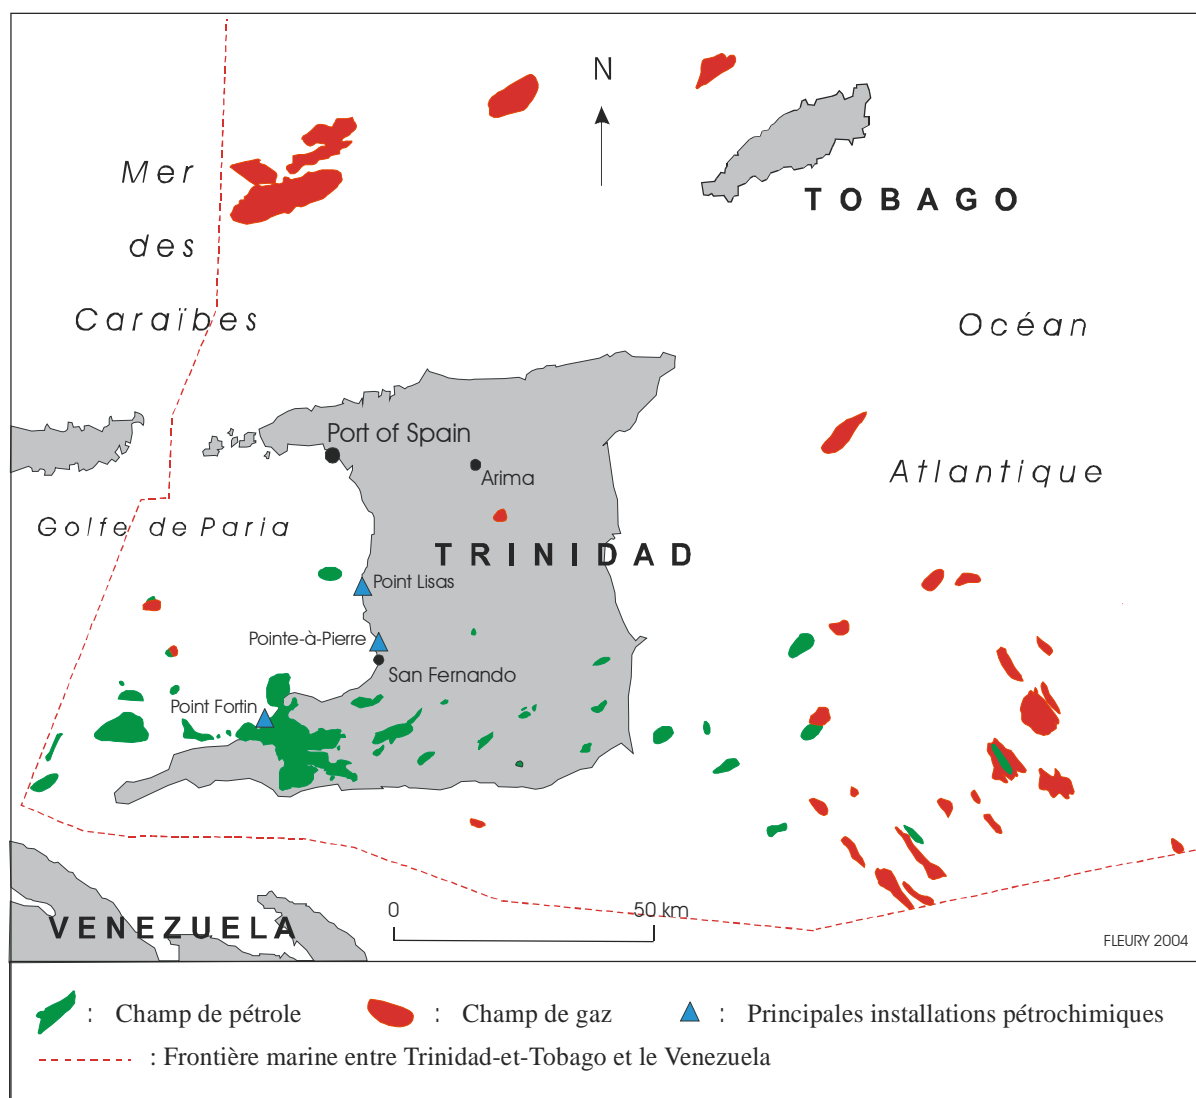 N
Mer
des
Caraïbes
TOBAGO
Océan
Atlantique
Port of Spain
Arima
Golfe de Paria
TRINIDAD
Point Lisas
Pointe-à-Pierre
San Fernando
Point Fortin
VENEZUELA
0 50 km
FLEURY 2004
: Champ de pétrole : Champ de gaz : Principales installations pétrochimiques
: Frontière marine entre Trinidad-et-Tobago et le Venezuela